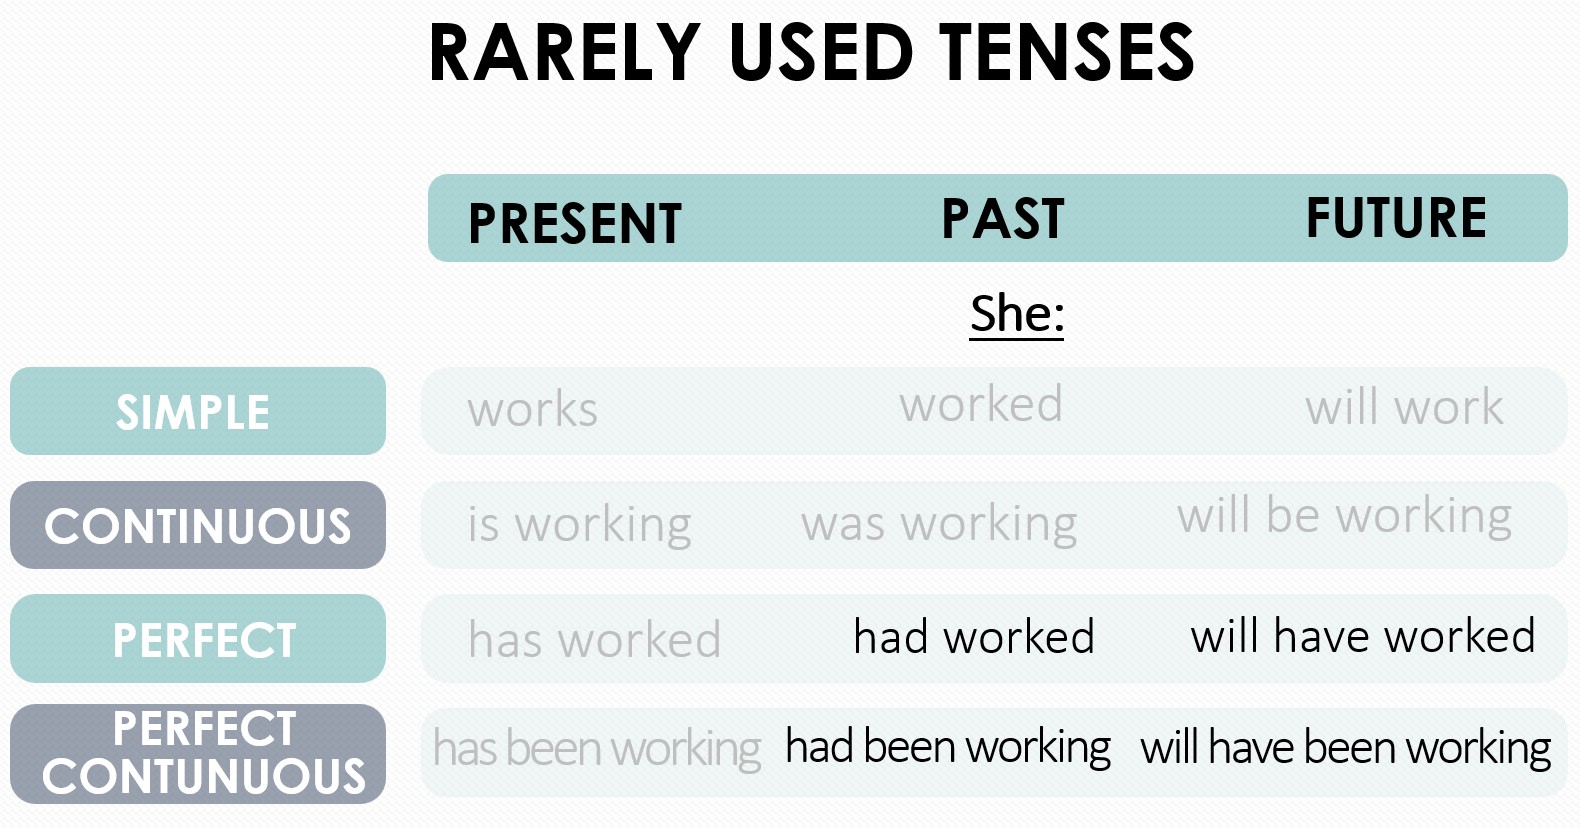 RARELY USED TENSES
PRESENT PAST FUTURE
She:
SIMPLE works worked will work
CONTINUOUS is working was working will be working
PERFECT has worked had worked will have worked
PERFECT
CONTUNUOUS has been working had been working will have been working